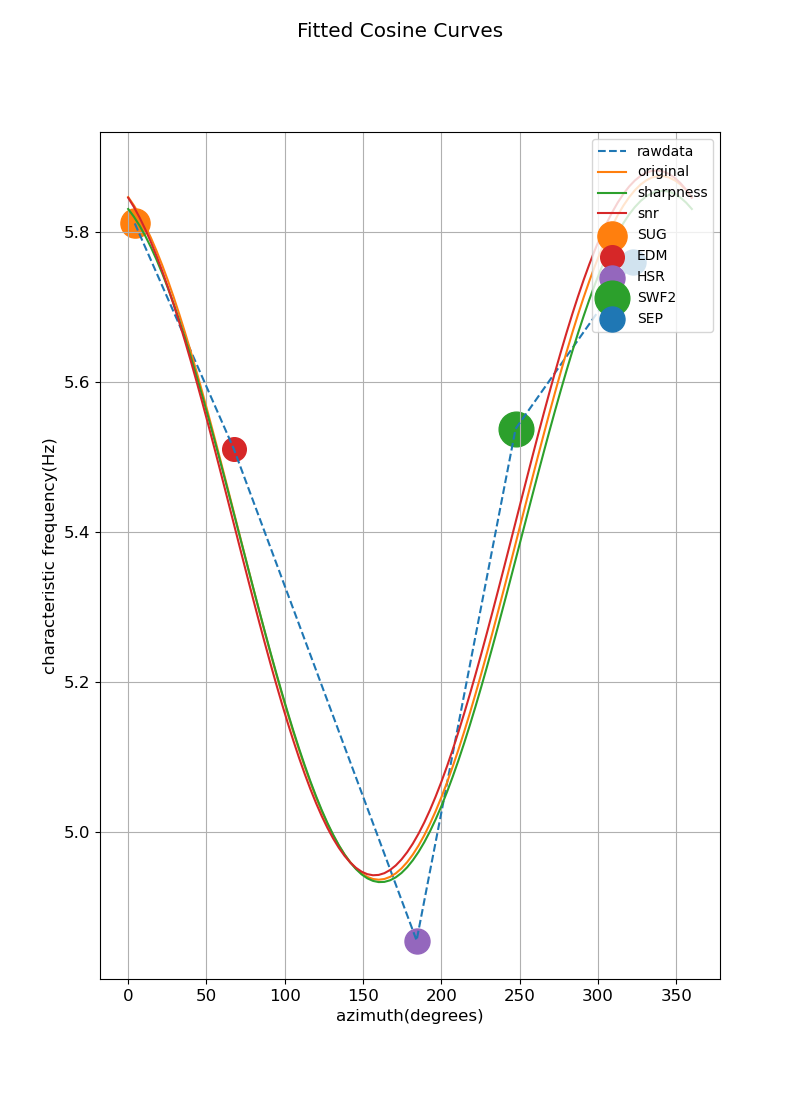 Fitted Cosine Curves
rawdata
original
sharpness
snr
SUG
EDM
HSR
SWF2
SEP
5.8
5.6
5.4
5.2
5.0
characteristic frequency(Hz)
0 50 100 150 200 250 300 350
azimuth(degrees)